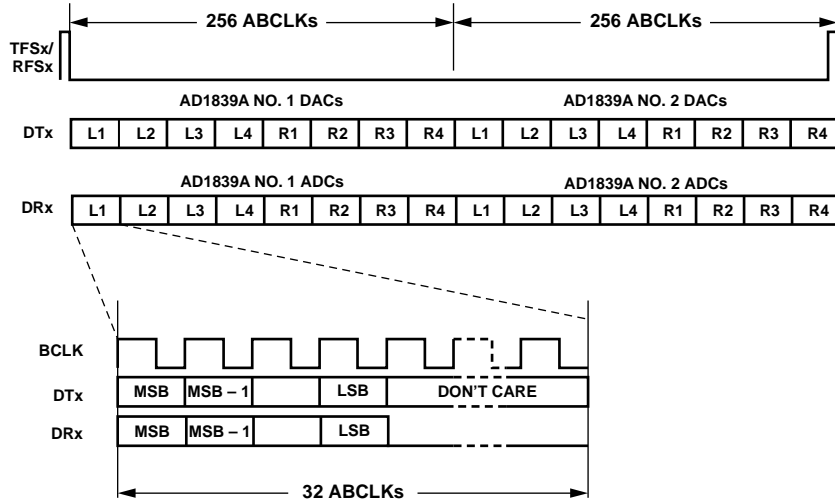 256 ABCLKs 256 ABCLKs
TFSx/
RFSx
AD1839A NO. 1 DACs AD1839A NO. 2 DACs
DTx L1 L2 L3 L4 R1 R2 R3 R4 L1 L2 L3 L4 R1 R2 R3 R4
AD1839A NO. 1 ADCs AD1839A NO. 2 ADCs
DRx L1 L2 L3 L4 R1 R2 R3 R4 L1 L2 L3 L4 R1 R2 R3 R4
BCLK
DTx MSB MSB – 1 LSB DON'T CARE
DRx MSB MSB – 1 LSB
32 ABCLKs